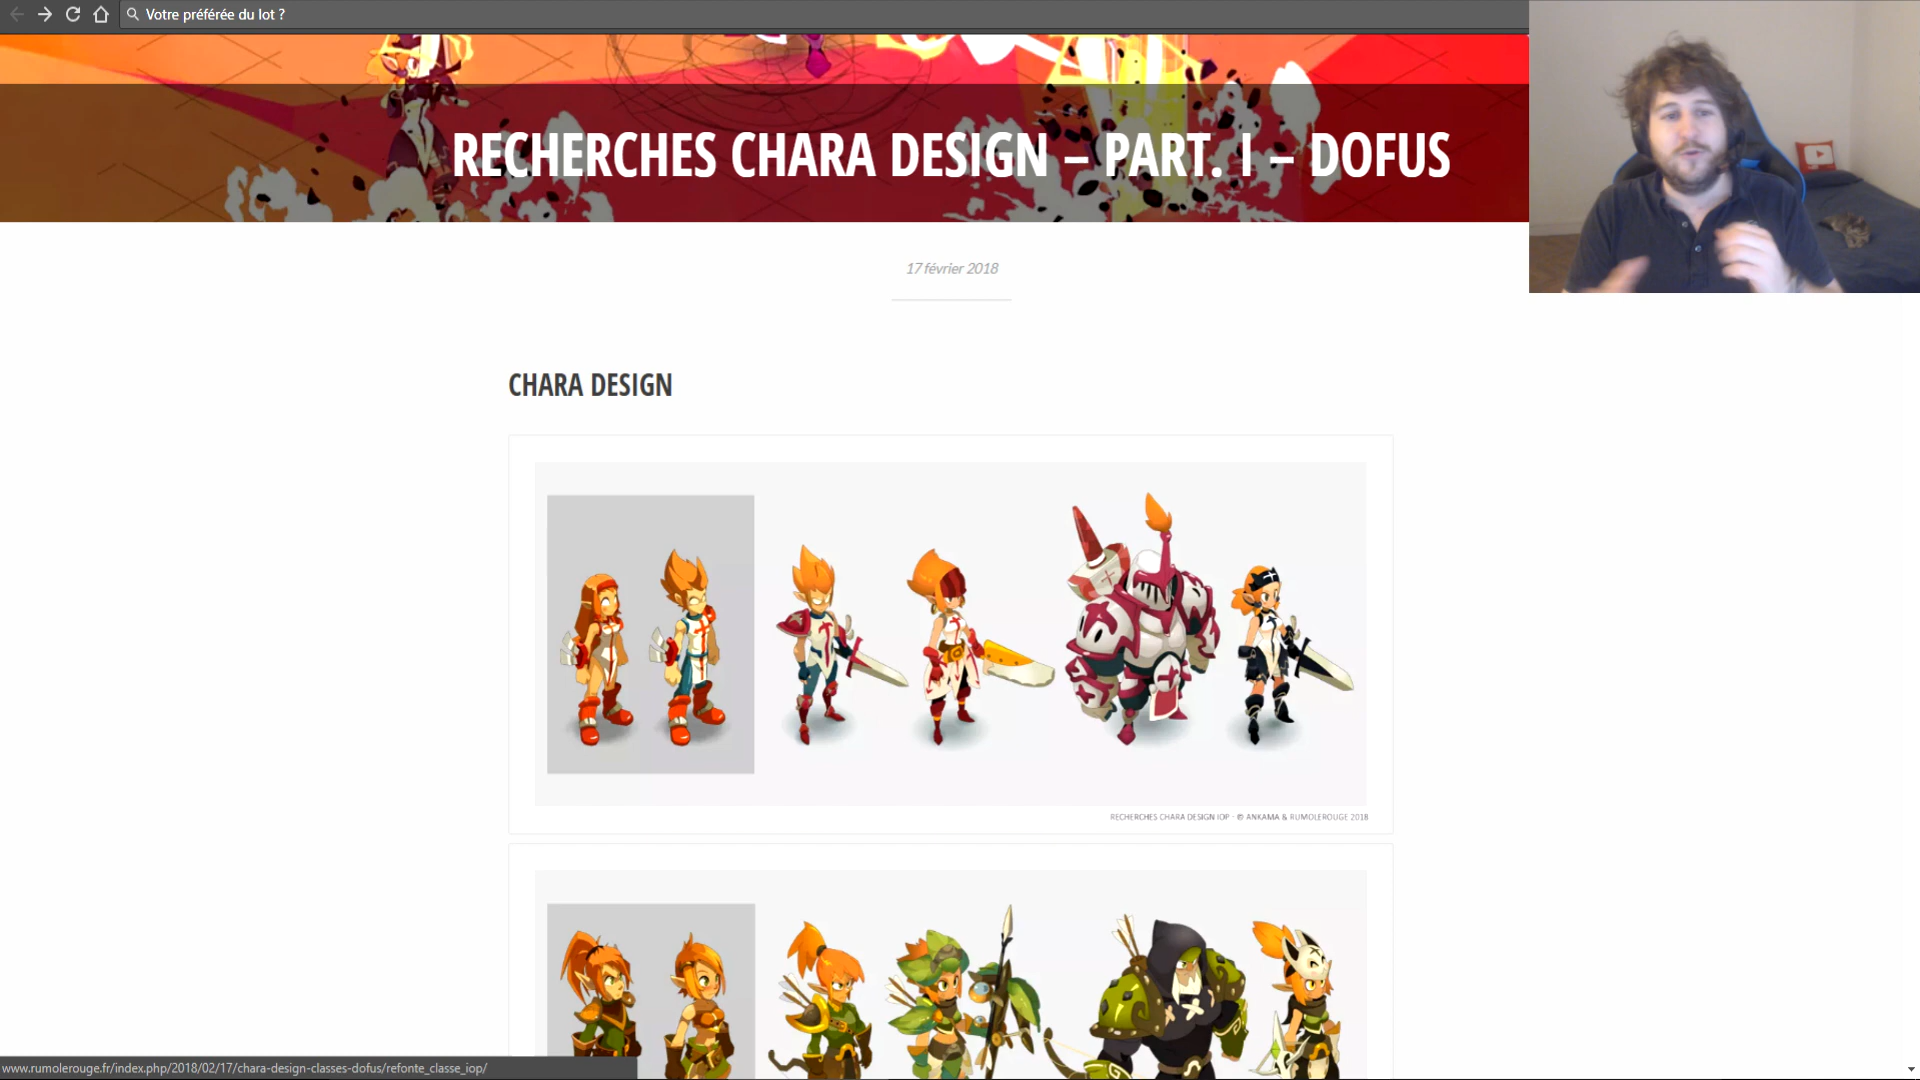 Votre préférée du lot ?
RECHERCHES CHARA DESIGN – PART. I – DOFUS
17 février 2018
CHARA DESIGN
RECHERCHES CHARA DESIGN IOP - © ANKAMA & RUMOLEROUGE 2018
www.rumolerouge.fr/index.php/2018/02/17/chara-design-classes-dofus/refonte_classe_iop/